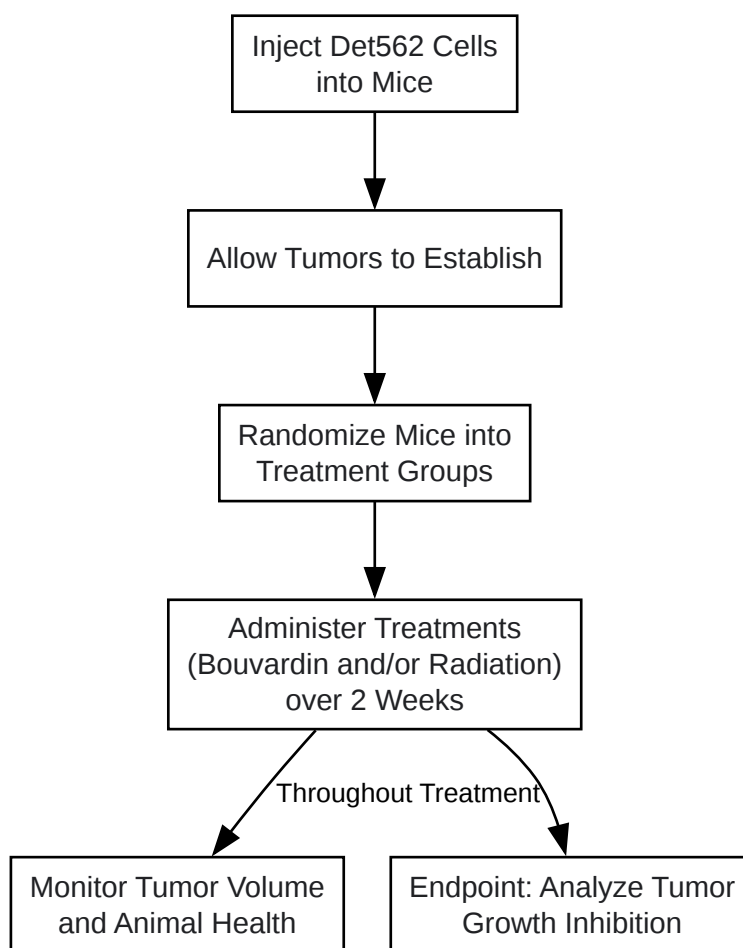 Inject Det562 Cells
into Mice
Allow Tumors to Establish
Randomize Mice into
Treatment Groups
Administer Treatments
(Bouvardin and/or Radiation)
over 2 Weeks
Throughout Treatment
Monitor Tumor Volume
and Animal Health
Endpoint: Analyze Tumor
Growth Inhibition